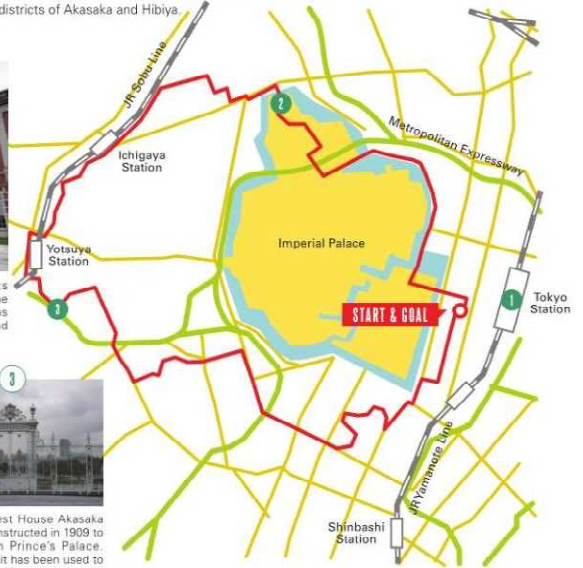 districts of Akasaka and Hibiya.
JR Sobu Line
2
Metropolitan Expressway
Ichigaya
Station
Imperial Palace
Yotsuya
Station
3
START & GOAL
1
Tokyo
Station
3
JR Yamanote Line
est House Akasaka
nstructed in 1909 to
Prince's Palace.
it has been used to
Shinbashi
Station